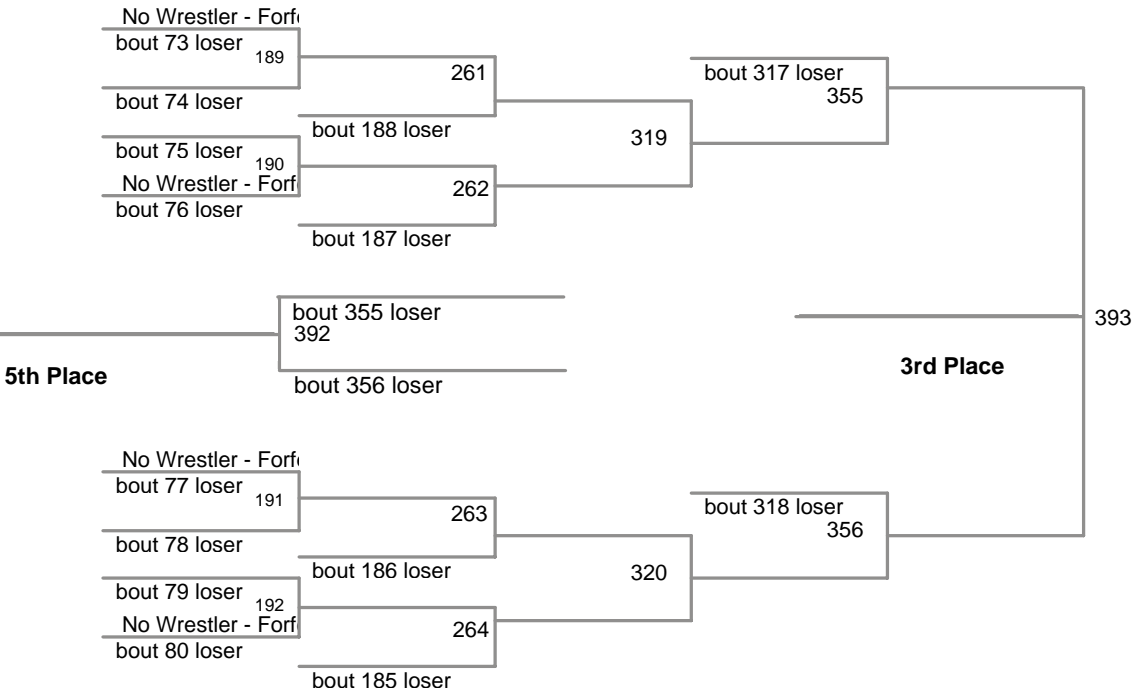 No Wrestler - Forf
bout 73 loser
189
bout 74 loser
261
bout 188 loser
bout 75 loser
190
No Wrestler - Forf
bout 76 loser
262
bout 187 loser
319
bout 317 loser
355
bout 355 loser
392
bout 356 loser
5th Place
393
3rd Place
No Wrestler - Forf
bout 77 loser
191
bout 78 loser
263
bout 186 loser
bout 79 loser
192
No Wrestler - Forf
bout 80 loser
264
bout 185 loser
320
bout 318 loser
356